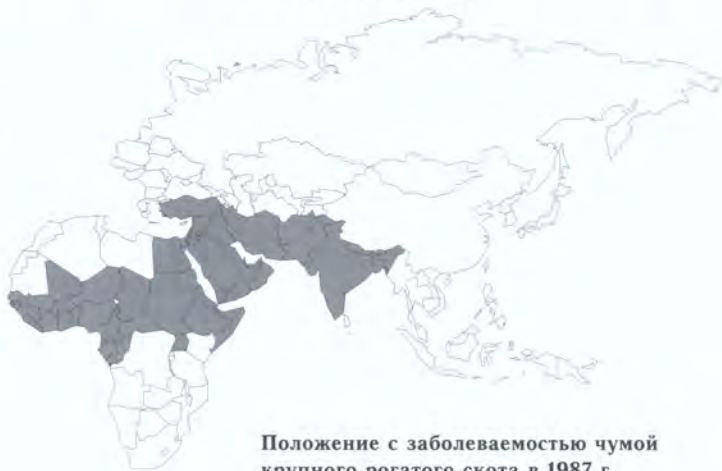 Положение с заболеваемостью чумой
крупного рогатого скота в 1987 г.